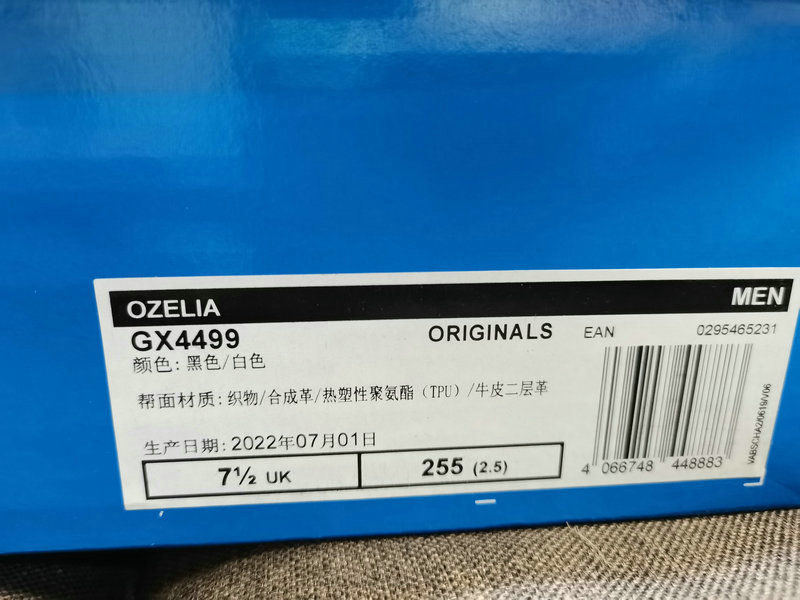 OZELIA
MEN
GX4499
ORIGINALS
EAN
0295465231
颜色: 黑色/白色
帮面材质: 织物/合成革/热塑性聚氨酯（TPU）/牛皮二层革
生产日期: 2022年07月01日
7½ UK
255 (2.5)
4 066748 448883
VABSCHA2/0619/V06